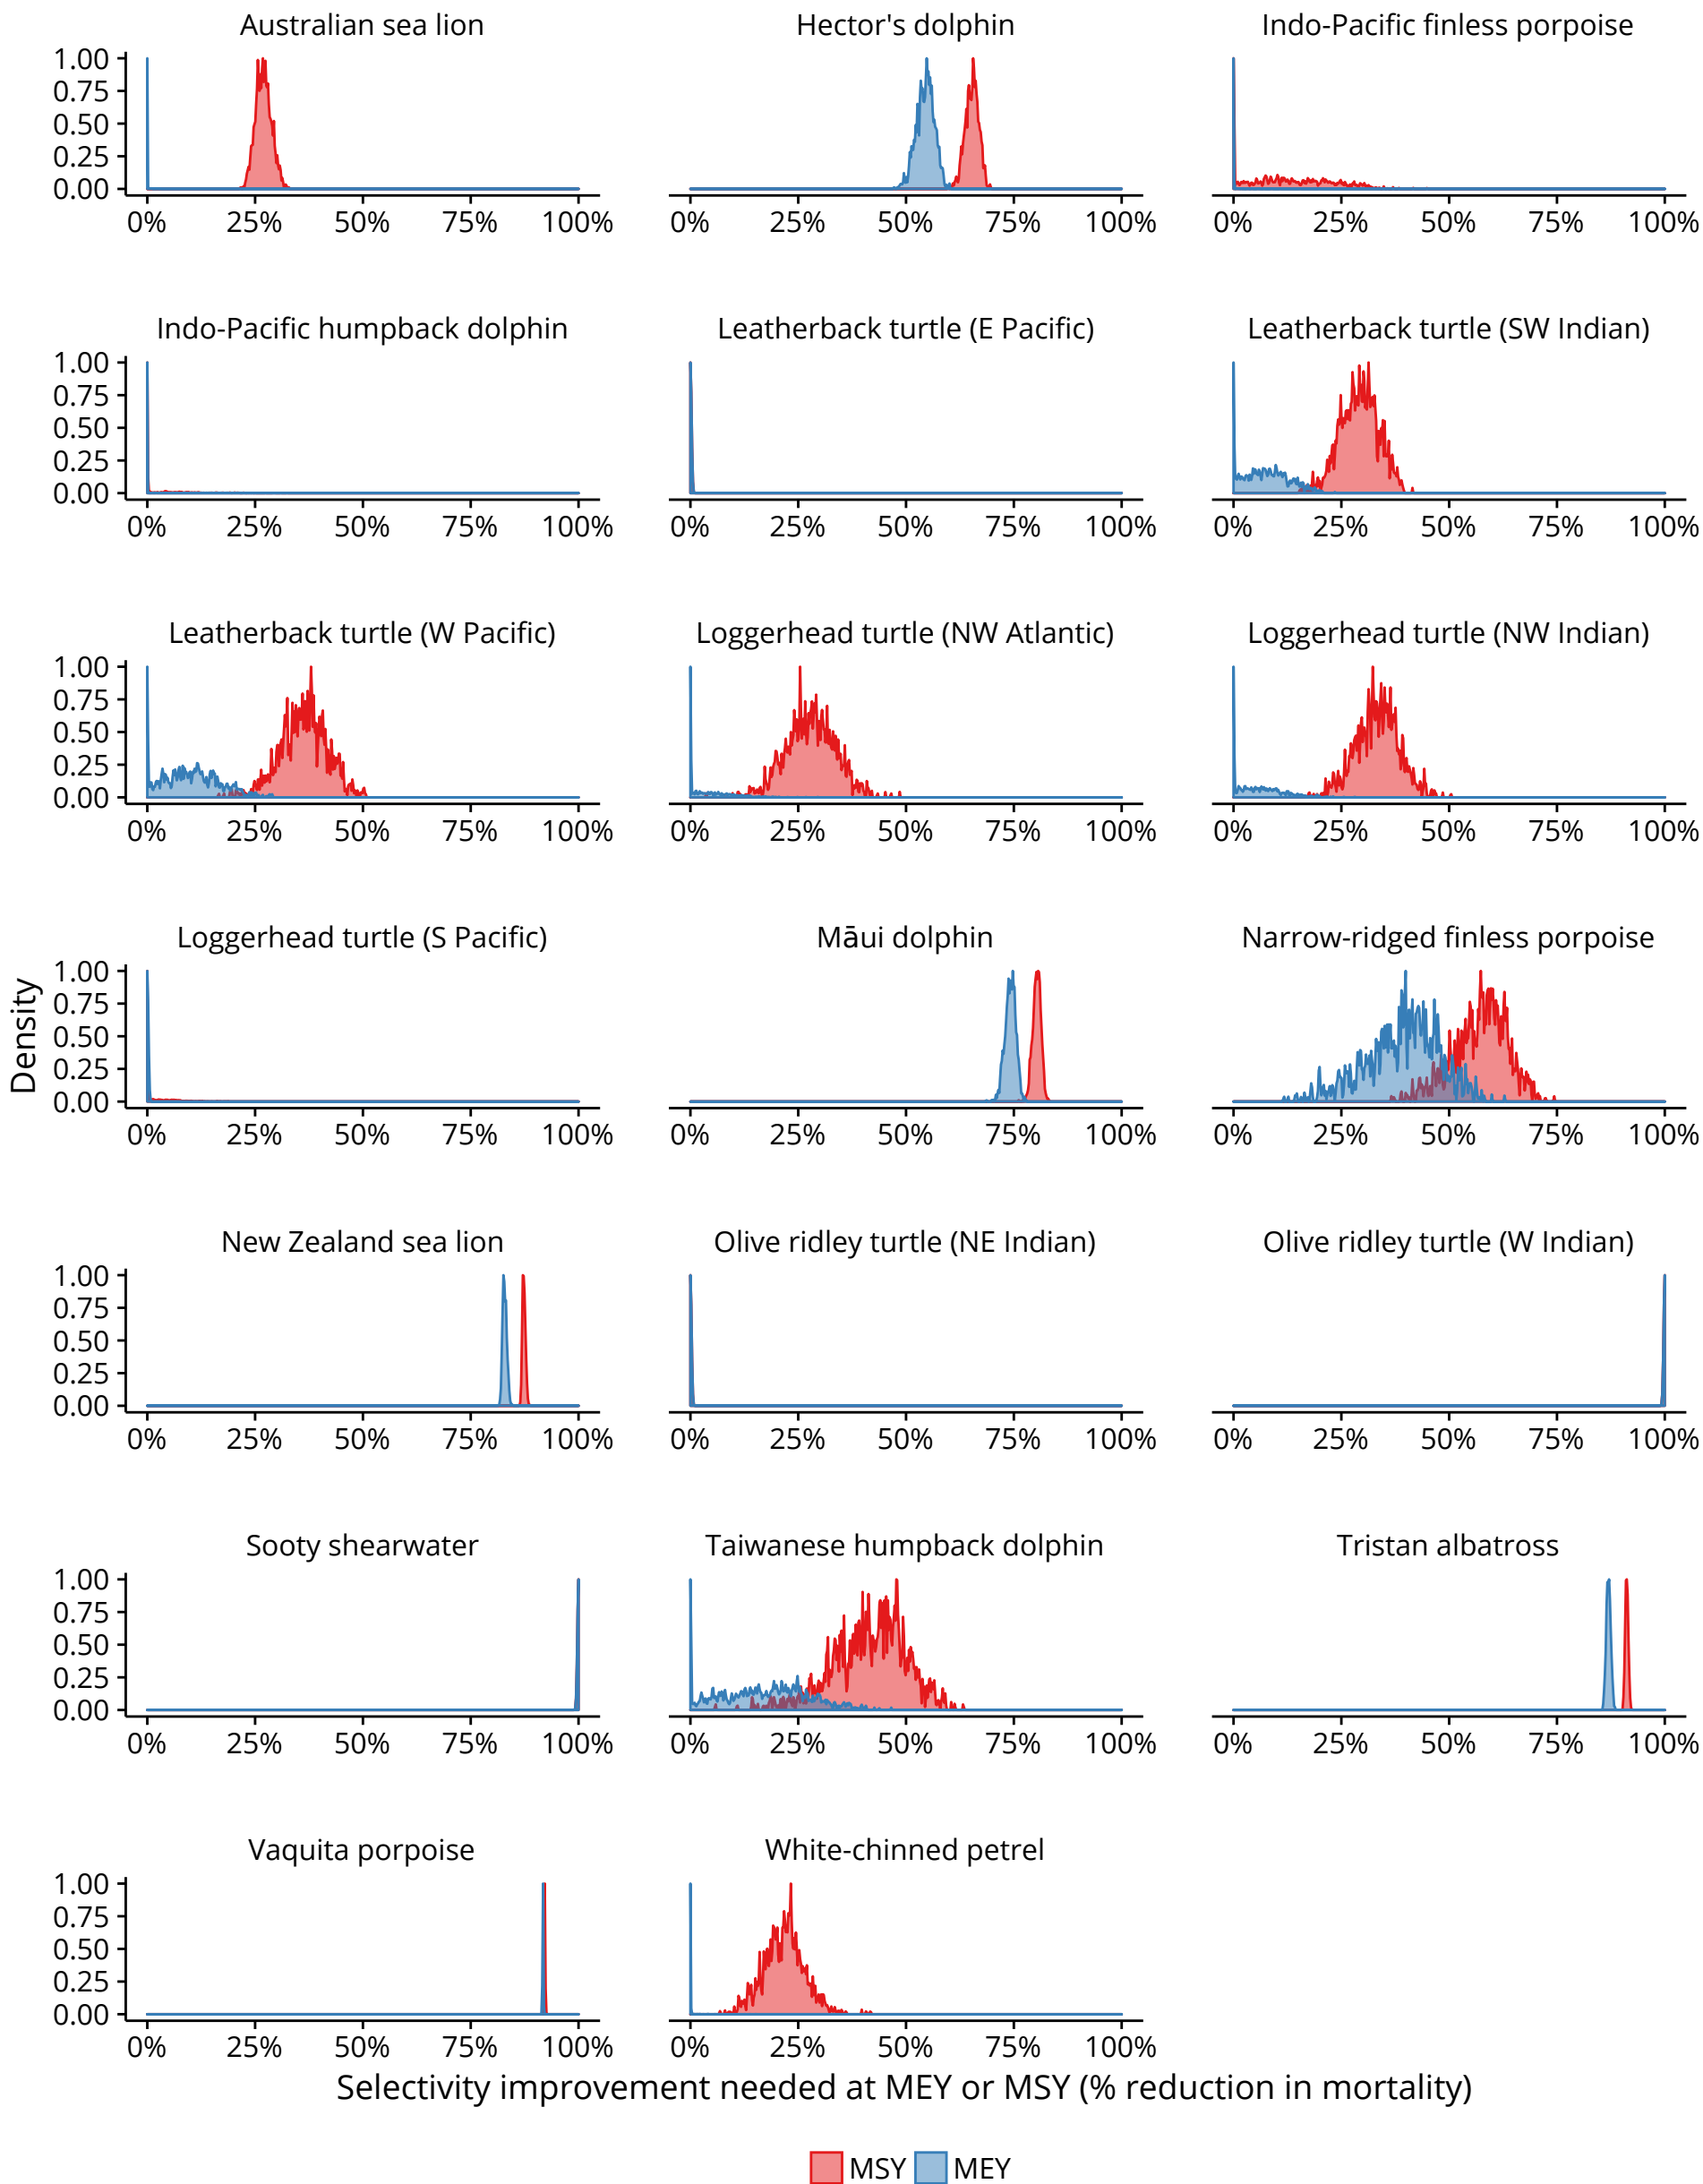 Australian sea lion Hector's dolphin Indo-Pacific finless porpoise
1.00
0.75
0.50
0.25
0.00
0% 25% 50% 75% 100% 0% 25% 50% 75% 100% 0% 25% 50% 75% 100%
Indo-Pacific humpback dolphin Leatherback turtle (E Pacific) Leatherback turtle (SW Indian)
1.00
0.75
0.50
0.25
0.00
0% 25% 50% 75% 100% 0% 25% 50% 75% 100% 0% 25% 50% 75% 100%
Leatherback turtle (W Pacific) Loggerhead turtle (NW Atlantic) Loggerhead turtle (NW Indian)
1.00
0.75
0.50
0.25
0.00
0% 25% 50% 75% 100% 0% 25% 50% 75% 100% 0% 25% 50% 75% 100%
Loggerhead turtle (S Pacific) Māui dolphin Narrow-ridged finless porpoise
1.00
0.75
0.50
0.25
0.00
0% 25% 50% 75% 100% 0% 25% 50% 75% 100% 0% 25% 50% 75% 100%
Density
New Zealand sea lion Olive ridley turtle (NE Indian) Olive ridley turtle (W Indian)
1.00
0.75
0.50
0.25
0.00
0% 25% 50% 75% 100% 0% 25% 50% 75% 100% 0% 25% 50% 75% 100%
Sooty shearwater Taiwanese humpback dolphin Tristan albatross
1.00
0.75
0.50
0.25
0.00
0% 25% 50% 75% 100% 0% 25% 50% 75% 100% 0% 25% 50% 75% 100%
Vaquita porpoise White-chinned petrel
1.00
0.75
0.50
0.25
0.00
0% 25% 50% 75% 100% 0% 25% 50% 75% 100%
Selectivity improvement needed at MEY or MSY (% reduction in mortality)
MSY MEY